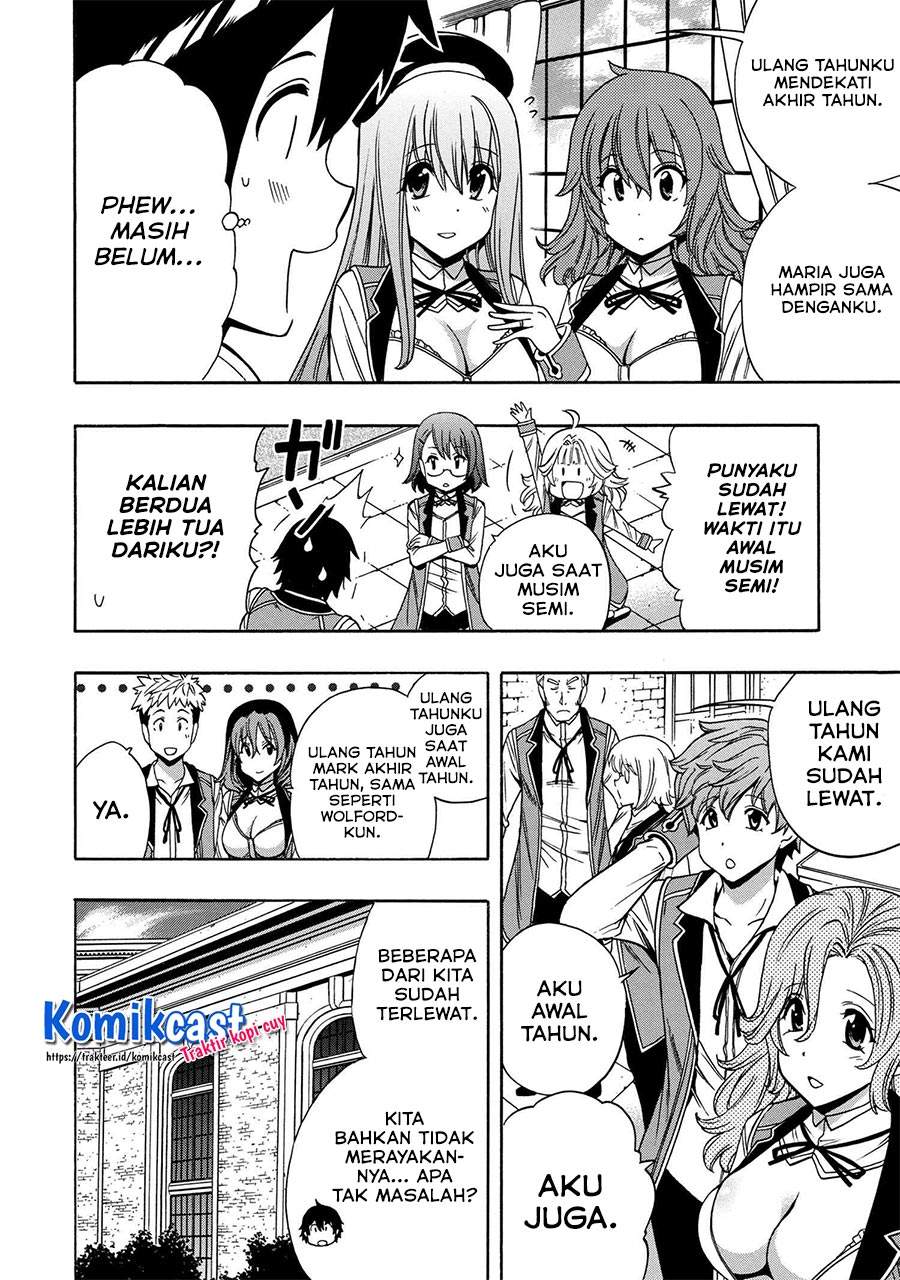 ULANG TAHUNKU
MENDEKATI
AKHIR TAHUN.
MARIA JUGA
HAMPIR SAMA
DENGANKU.
PHEW...
MASIH
BELUM...
PUNYAKU
SUDAH
LEWAT!
WAKTI ITU
AWAL
MUSIM
SEMI!
AKU
JUGA SAAT
MUSIM
SEMI.
ガッ
KALIAN
BERDUA
LEBIH TUA
DARIKU?!
ULANG
TAHUN
KAMI
SUDAH
LEWAT.
AKU
AWAL
TAHUN.
AKU
JUGA.
ULANG
TAHUNKU
JUGA
SAAT
AWAL
TAHUN.
ULANG TAHUN
MARK AKHIR
TAHUN, SAMA
SEPERTI
WOLFORD-
KUN.
YA.
BEBERAPA
DARI KITA
SUDAH
TERLEWAT.
KITA
BAHKAN TIDAK
MERAYAKAN-
NYA... APA
TAK MASALAH?
Komikcast
Traktir kopi cuy
https://trakteer.id/komikcast